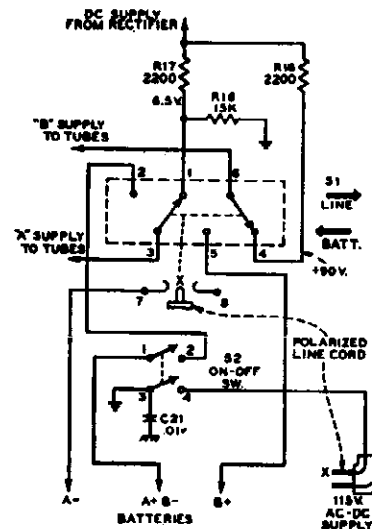 DC SUPPLY
FROM RECTIFIER
R17
2200
R18
2200
6.5V.
R16
15K
"B" SUPPLY
TO TUBES
2
1
6
S1
LINE
BATT.
"A" SUPPLY
TO TUBES
3
5
4
+90V.
X
7
8
POLARIZED
LINE CORD
1
2
S2
ON-OFF
SW.
3
4
C21
.01
X
A-
A+ B-
B+
BATTERIES
115V.
AC-DC
SUPPLY